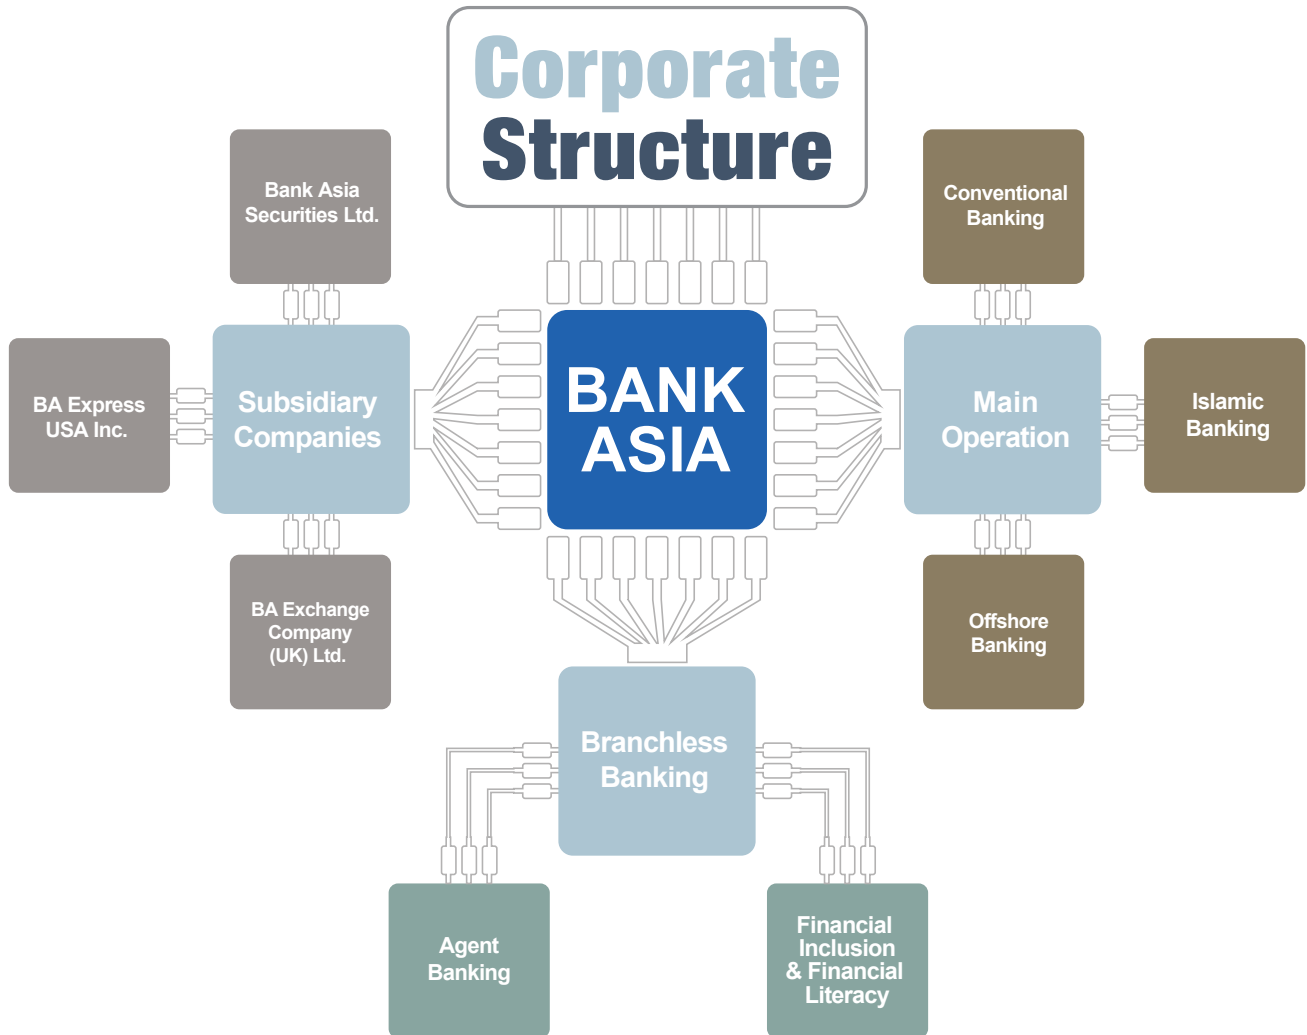 Corporate
Structure
Bank Asia
Securities Ltd.
Conventional
Banking
BA Express
USA Inc.
Subsidiary
Companies
BANK
ASIA
Main
Operation
Islamic
Banking
BA Exchange
Company
(UK) Ltd.
Offshore
Banking
Branchless
Banking
Agent
Banking
Financial
Inclusion
& Financial
Literacy